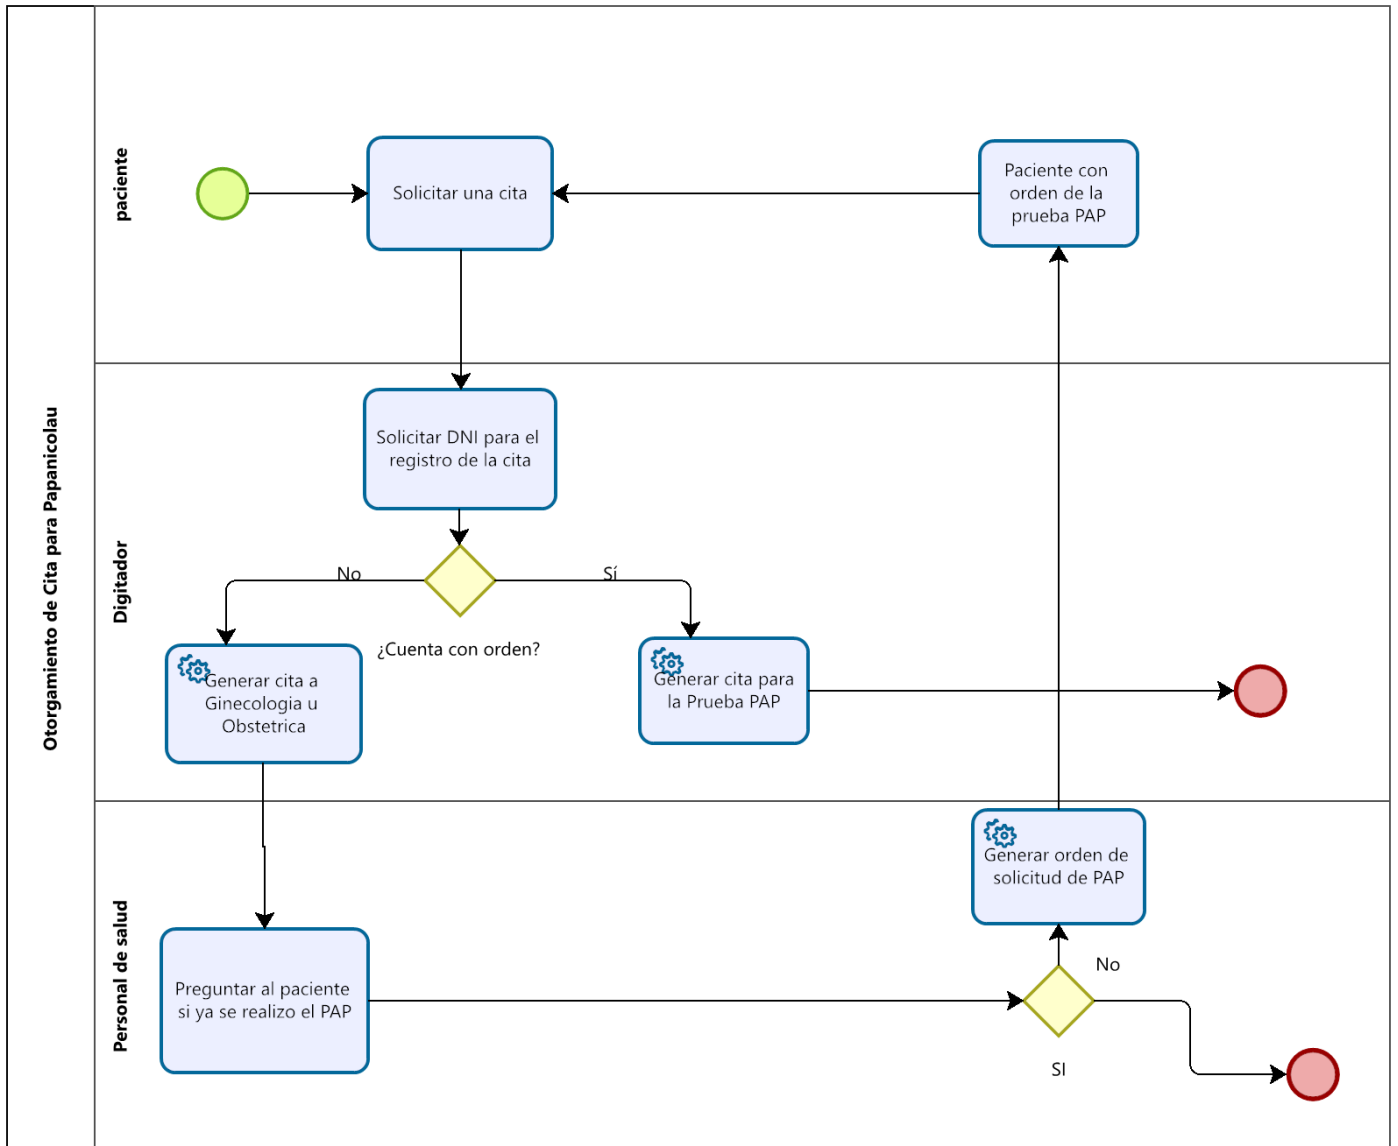 Otorgamiento de Cita para Papanicolau
paciente
Solicitar una cita
Paciente con
orden de la
prueba PAP
Digitador
Solicitar DNI para el
registro de la cita
No
Sí
¿Cuenta con orden?
Generar cita a
Ginecologia u
Obstetrica
Generar cita para
la Prueba PAP
Personal de salud
Generar orden de
solicitud de PAP
Preguntar al paciente
si ya se realizo el PAP
No
SI